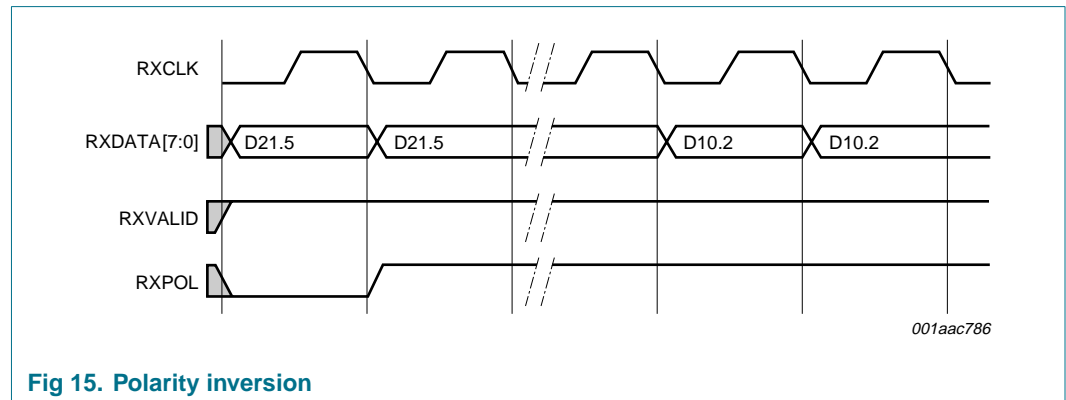 RXCLK
RXDATA[7:0] D21.5 D21.5 D10.2 D10.2
RXVALID
RXPOL
001aac786
Fig 15. Polarity inversion